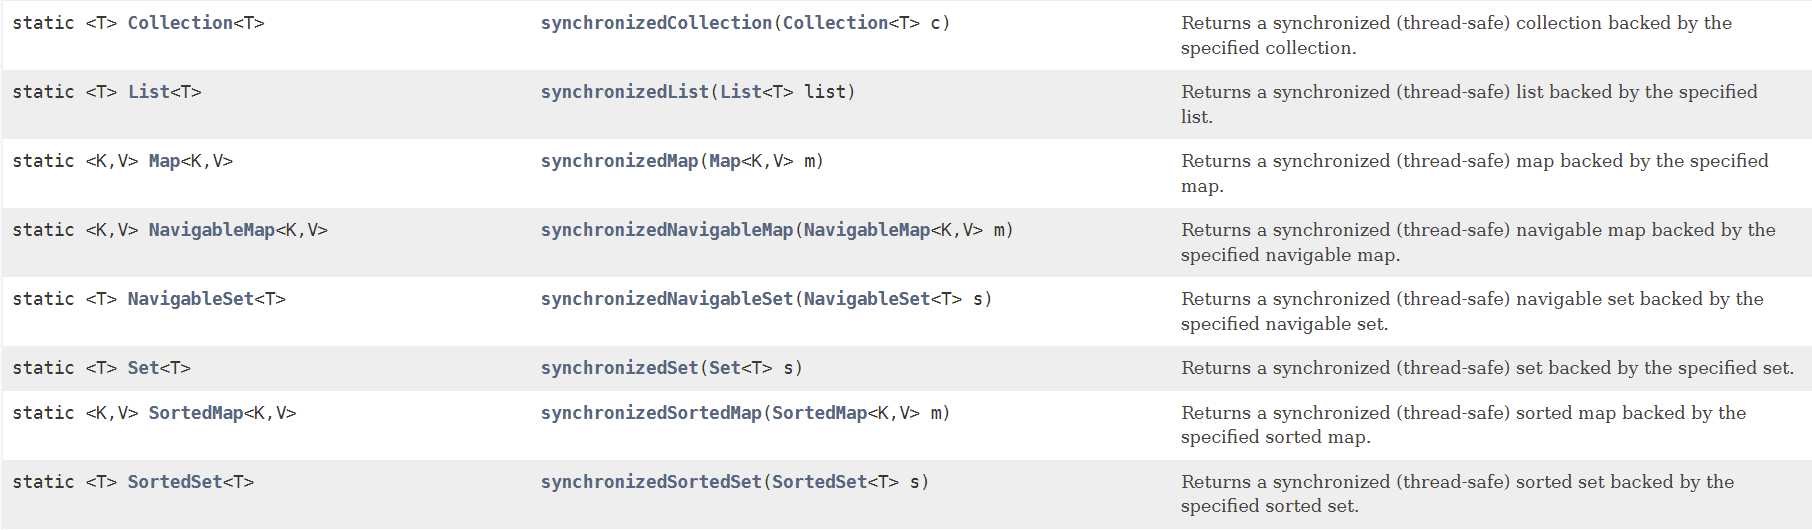 static <T> Collection<T> synchronizedCollection(Collection<T> c) Returns a synchronized (thread-safe) collection backed by the
specified collection.
static <T> List<T> synchronizedList(List<T> list) Returns a synchronized (thread-safe) list backed by the specified
list.
static <K,V> Map<K,V> synchronizedMap(Map<K,V> m) Returns a synchronized (thread-safe) map backed by the specified
map.
static <K,V> NavigableMap<K,V> synchronizedNavigableMap(NavigableMap<K,V> m) Returns a synchronized (thread-safe) navigable map backed by the
specified navigable map.
static <T> NavigableSet<T> synchronizedNavigableSet(NavigableSet<T> s) Returns a synchronized (thread-safe) navigable set backed by the
specified navigable set.
static <T> Set<T> synchronizedSet(Set<T> s) Returns a synchronized (thread-safe) set backed by the specified set.
static <K,V> SortedMap<K,V> synchronizedSortedMap(SortedMap<K,V> m) Returns a synchronized (thread-safe) sorted map backed by the
specified sorted map.
static <T> SortedSet<T> synchronizedSortedSet(SortedSet<T> s) Returns a synchronized (thread-safe) sorted set backed by the
specified sorted set.